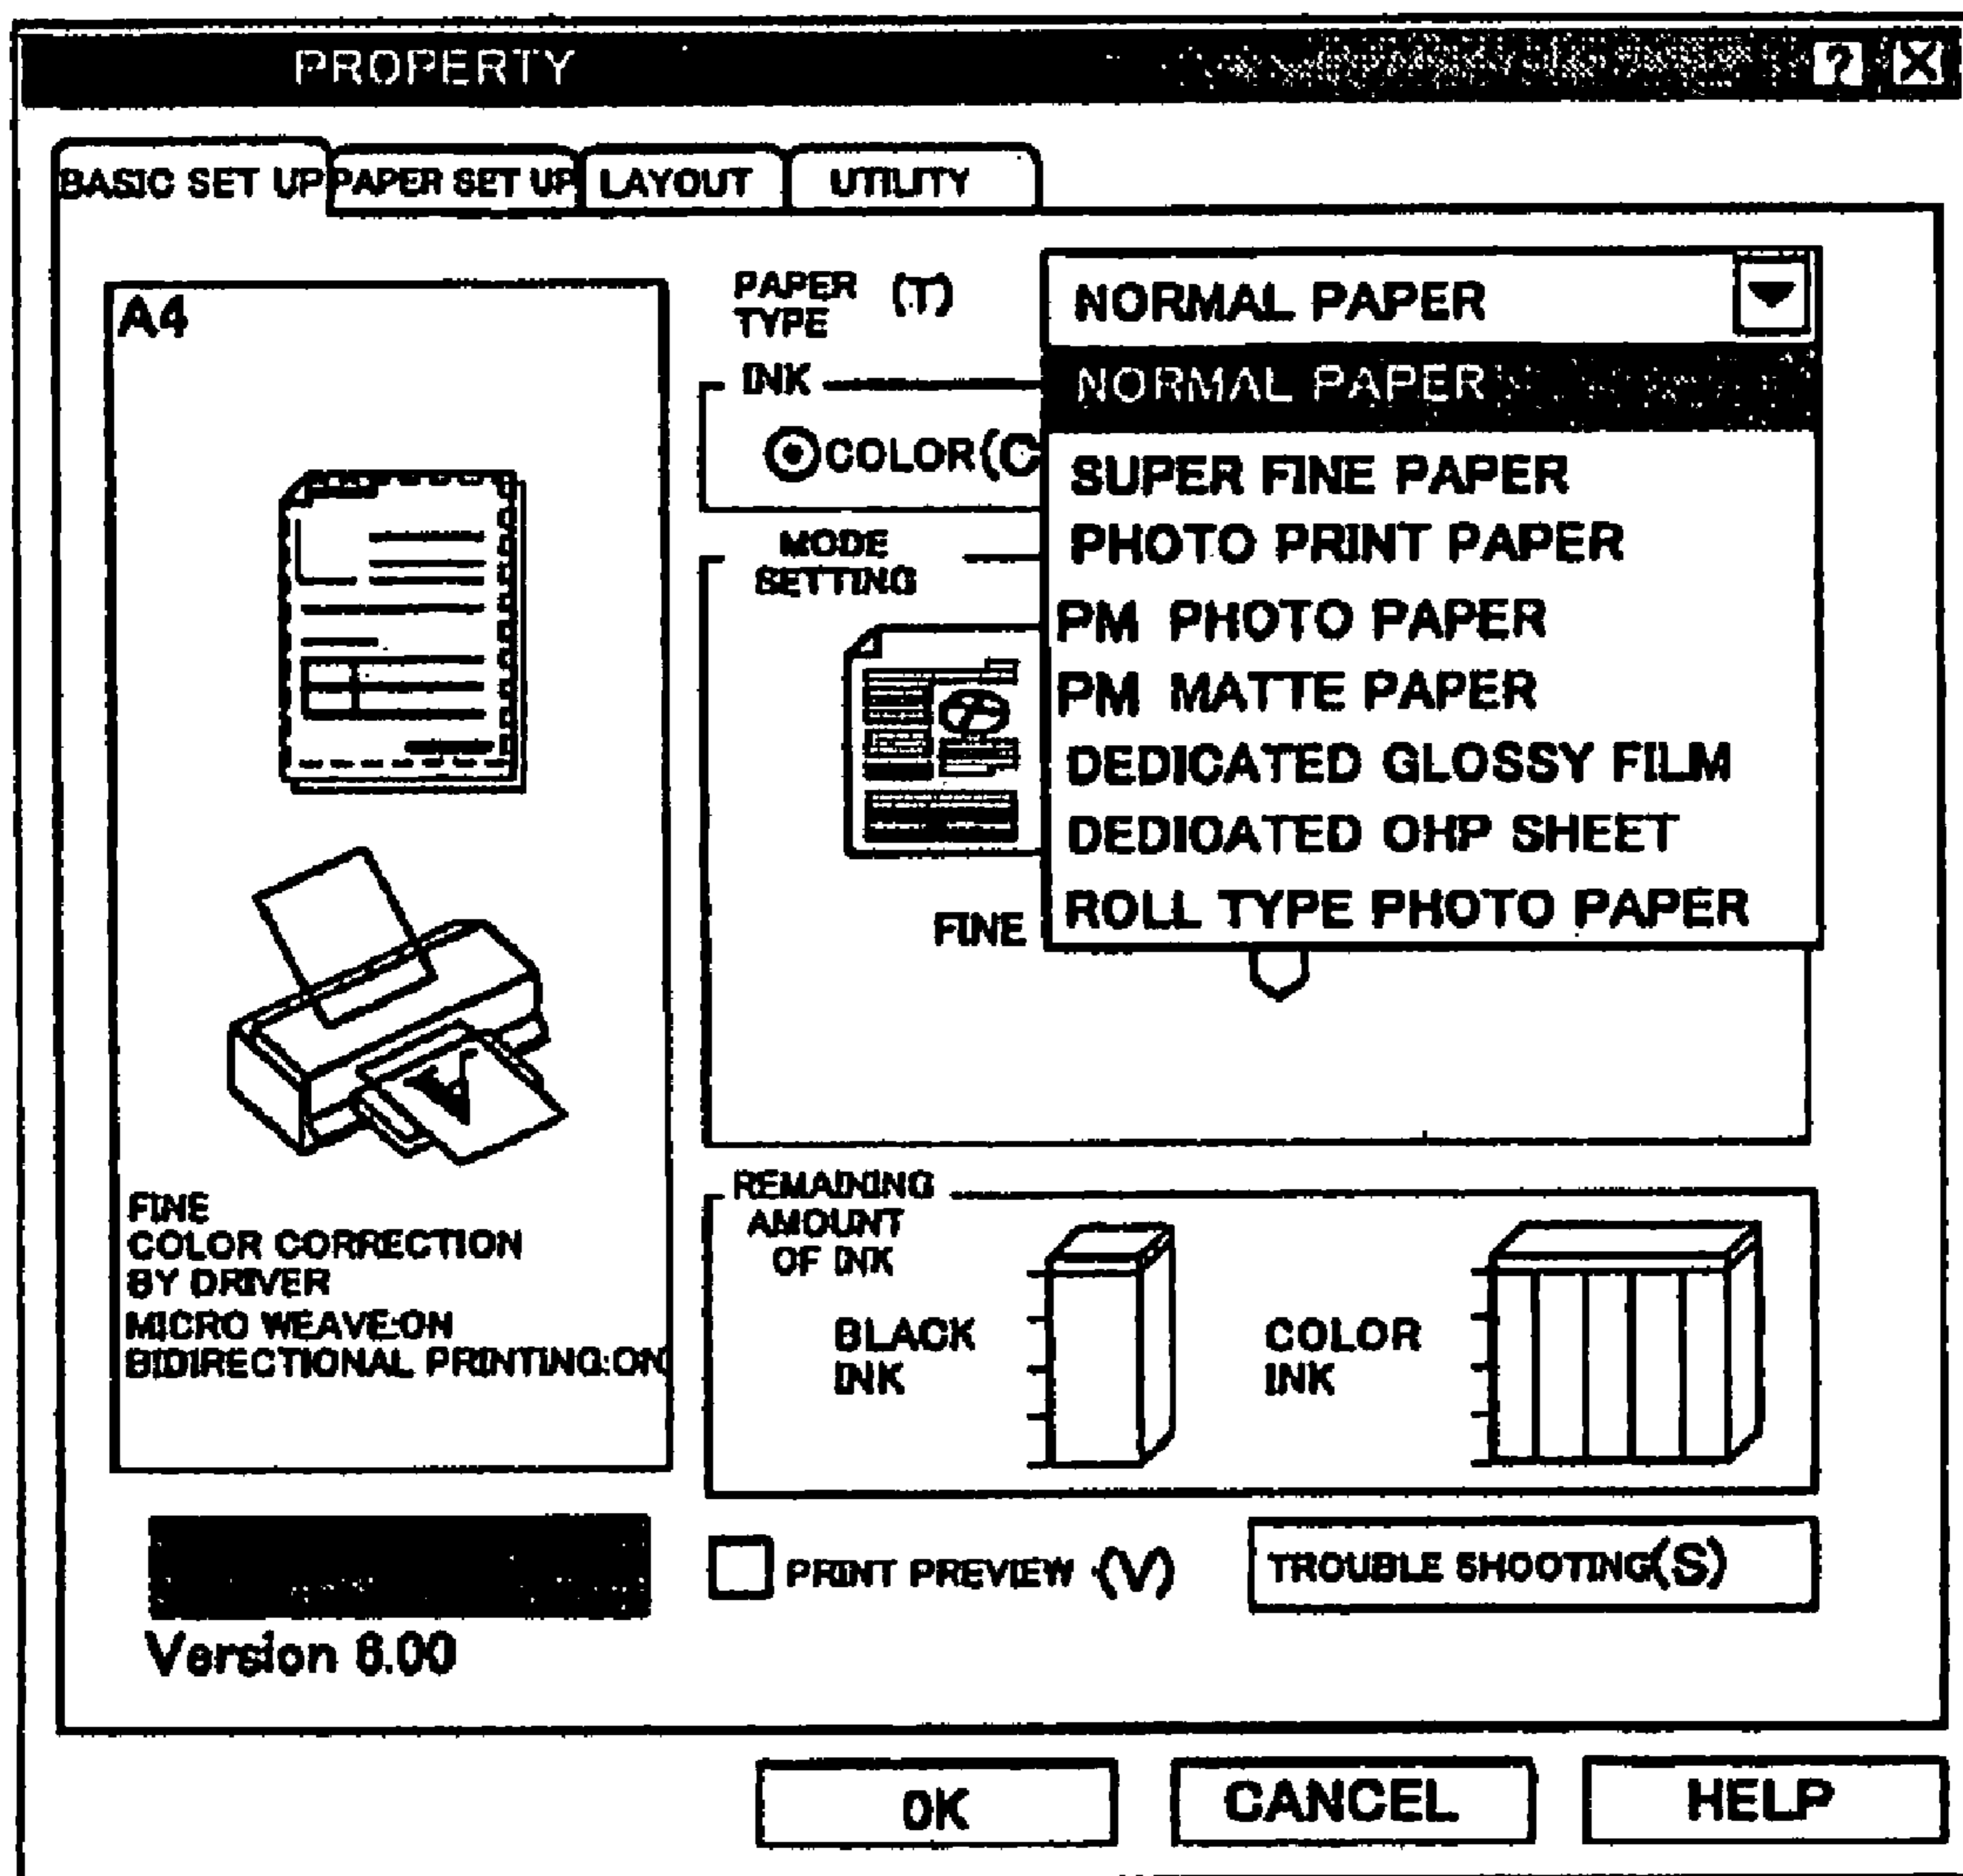 PROPERTY ? X
BASIC SET UP PAPER SET UP LAYOUT UTILITY
A4
PAPER (T)
TYPE
NORMAL PAPER
NORMAL PAPER
SUPER FINE PAPER
PHOTO PRINT PAPER
PM PHOTO PAPER
PM MATTE PAPER
DEDICATED GLOSSY FILM
DEDICATED OHP SHEET
ROLL TYPE PHOTO PAPER
INK
COLOR(C
MODE
SETTING
FINE
FINE
COLOR CORRECTION
BY DRIVER
MICRO WEAVE:ON
BIDIRECTIONAL PRINTING:ON
REMAINING
AMOUNT
OF INK
BLACK
INK
COLOR
INK
PRINT PREVIEW (V)
TROUBLE SHOOTING(S)
Version 6.00
OK CANCEL HELP